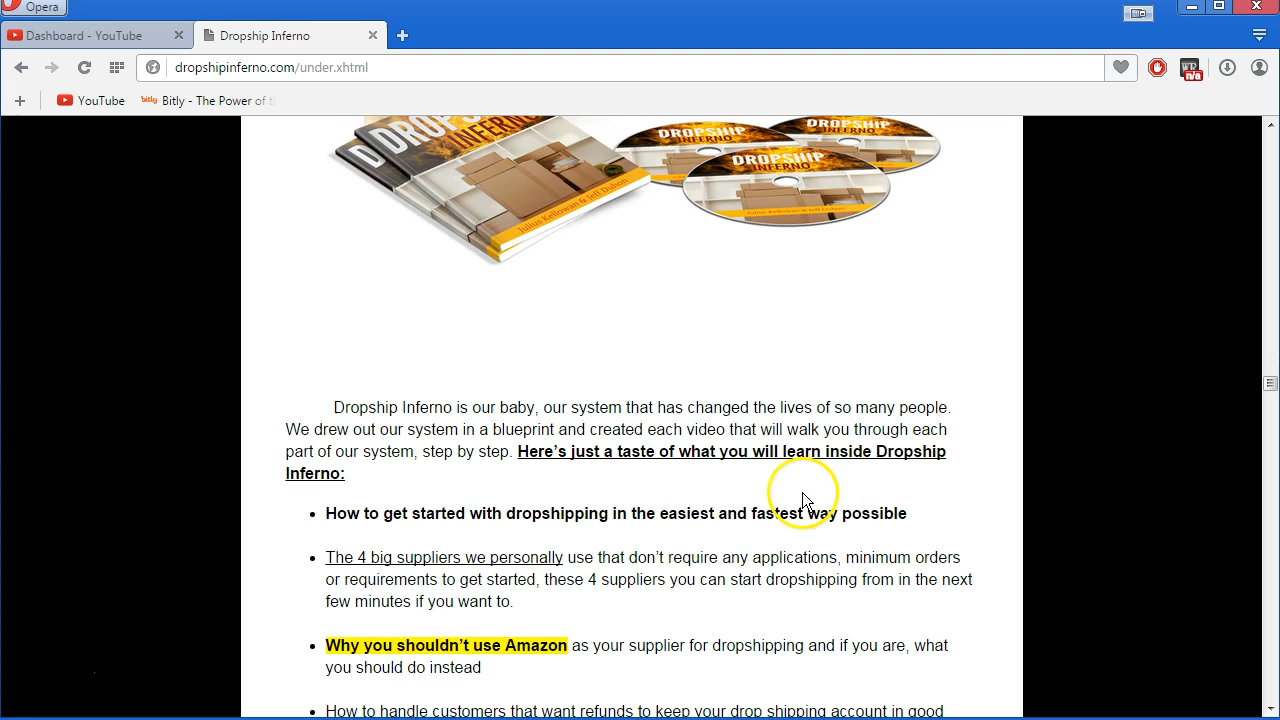 Opera
Dashboard - YouTube
Dropship Inferno
dropshipinferno.com/under.xhtml
n/a
YouTube
bitly Bitly - The Power of t
DROPSHIP
INFERNO
DROPSHIP
INFERNO
DROPSHIP
INFERNO
INFERNO
Julius Kellowan & Jeff Duhon
Dropship Inferno is our baby, our system that has changed the lives of so many people.
We drew out our system in a blueprint and created each video that will walk you through each
part of our system, step by step. Here's just a taste of what you will learn inside Dropship
Inferno:
• How to get started with dropshipping in the easiest and fastest way possible
• The 4 big suppliers we personally use that don't require any applications, minimum orders
or requirements to get started, these 4 suppliers you can start dropshipping from in the next
few minutes if you want to.
• Why you shouldn't use Amazon as your supplier for dropshipping and if you are, what
you should do instead
• How to handle customers that want refunds to keep your drop shipping account in good